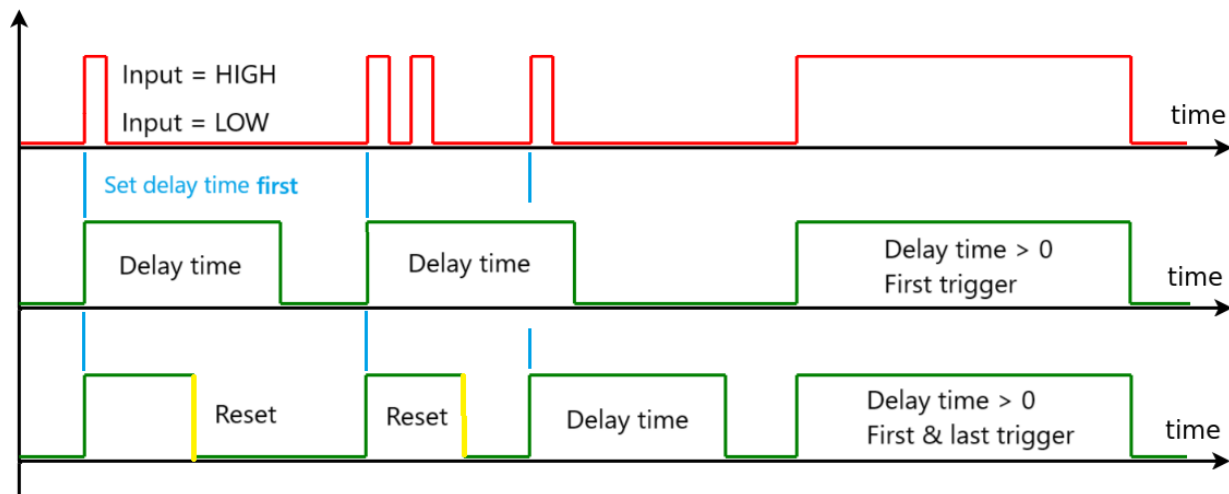 Input = HIGH
Input = LOW
time
Set delay time first
Delay time
Delay time
Delay time > 0
First trigger
time
Reset
Reset
Delay time
Delay time > 0
First & last trigger
time